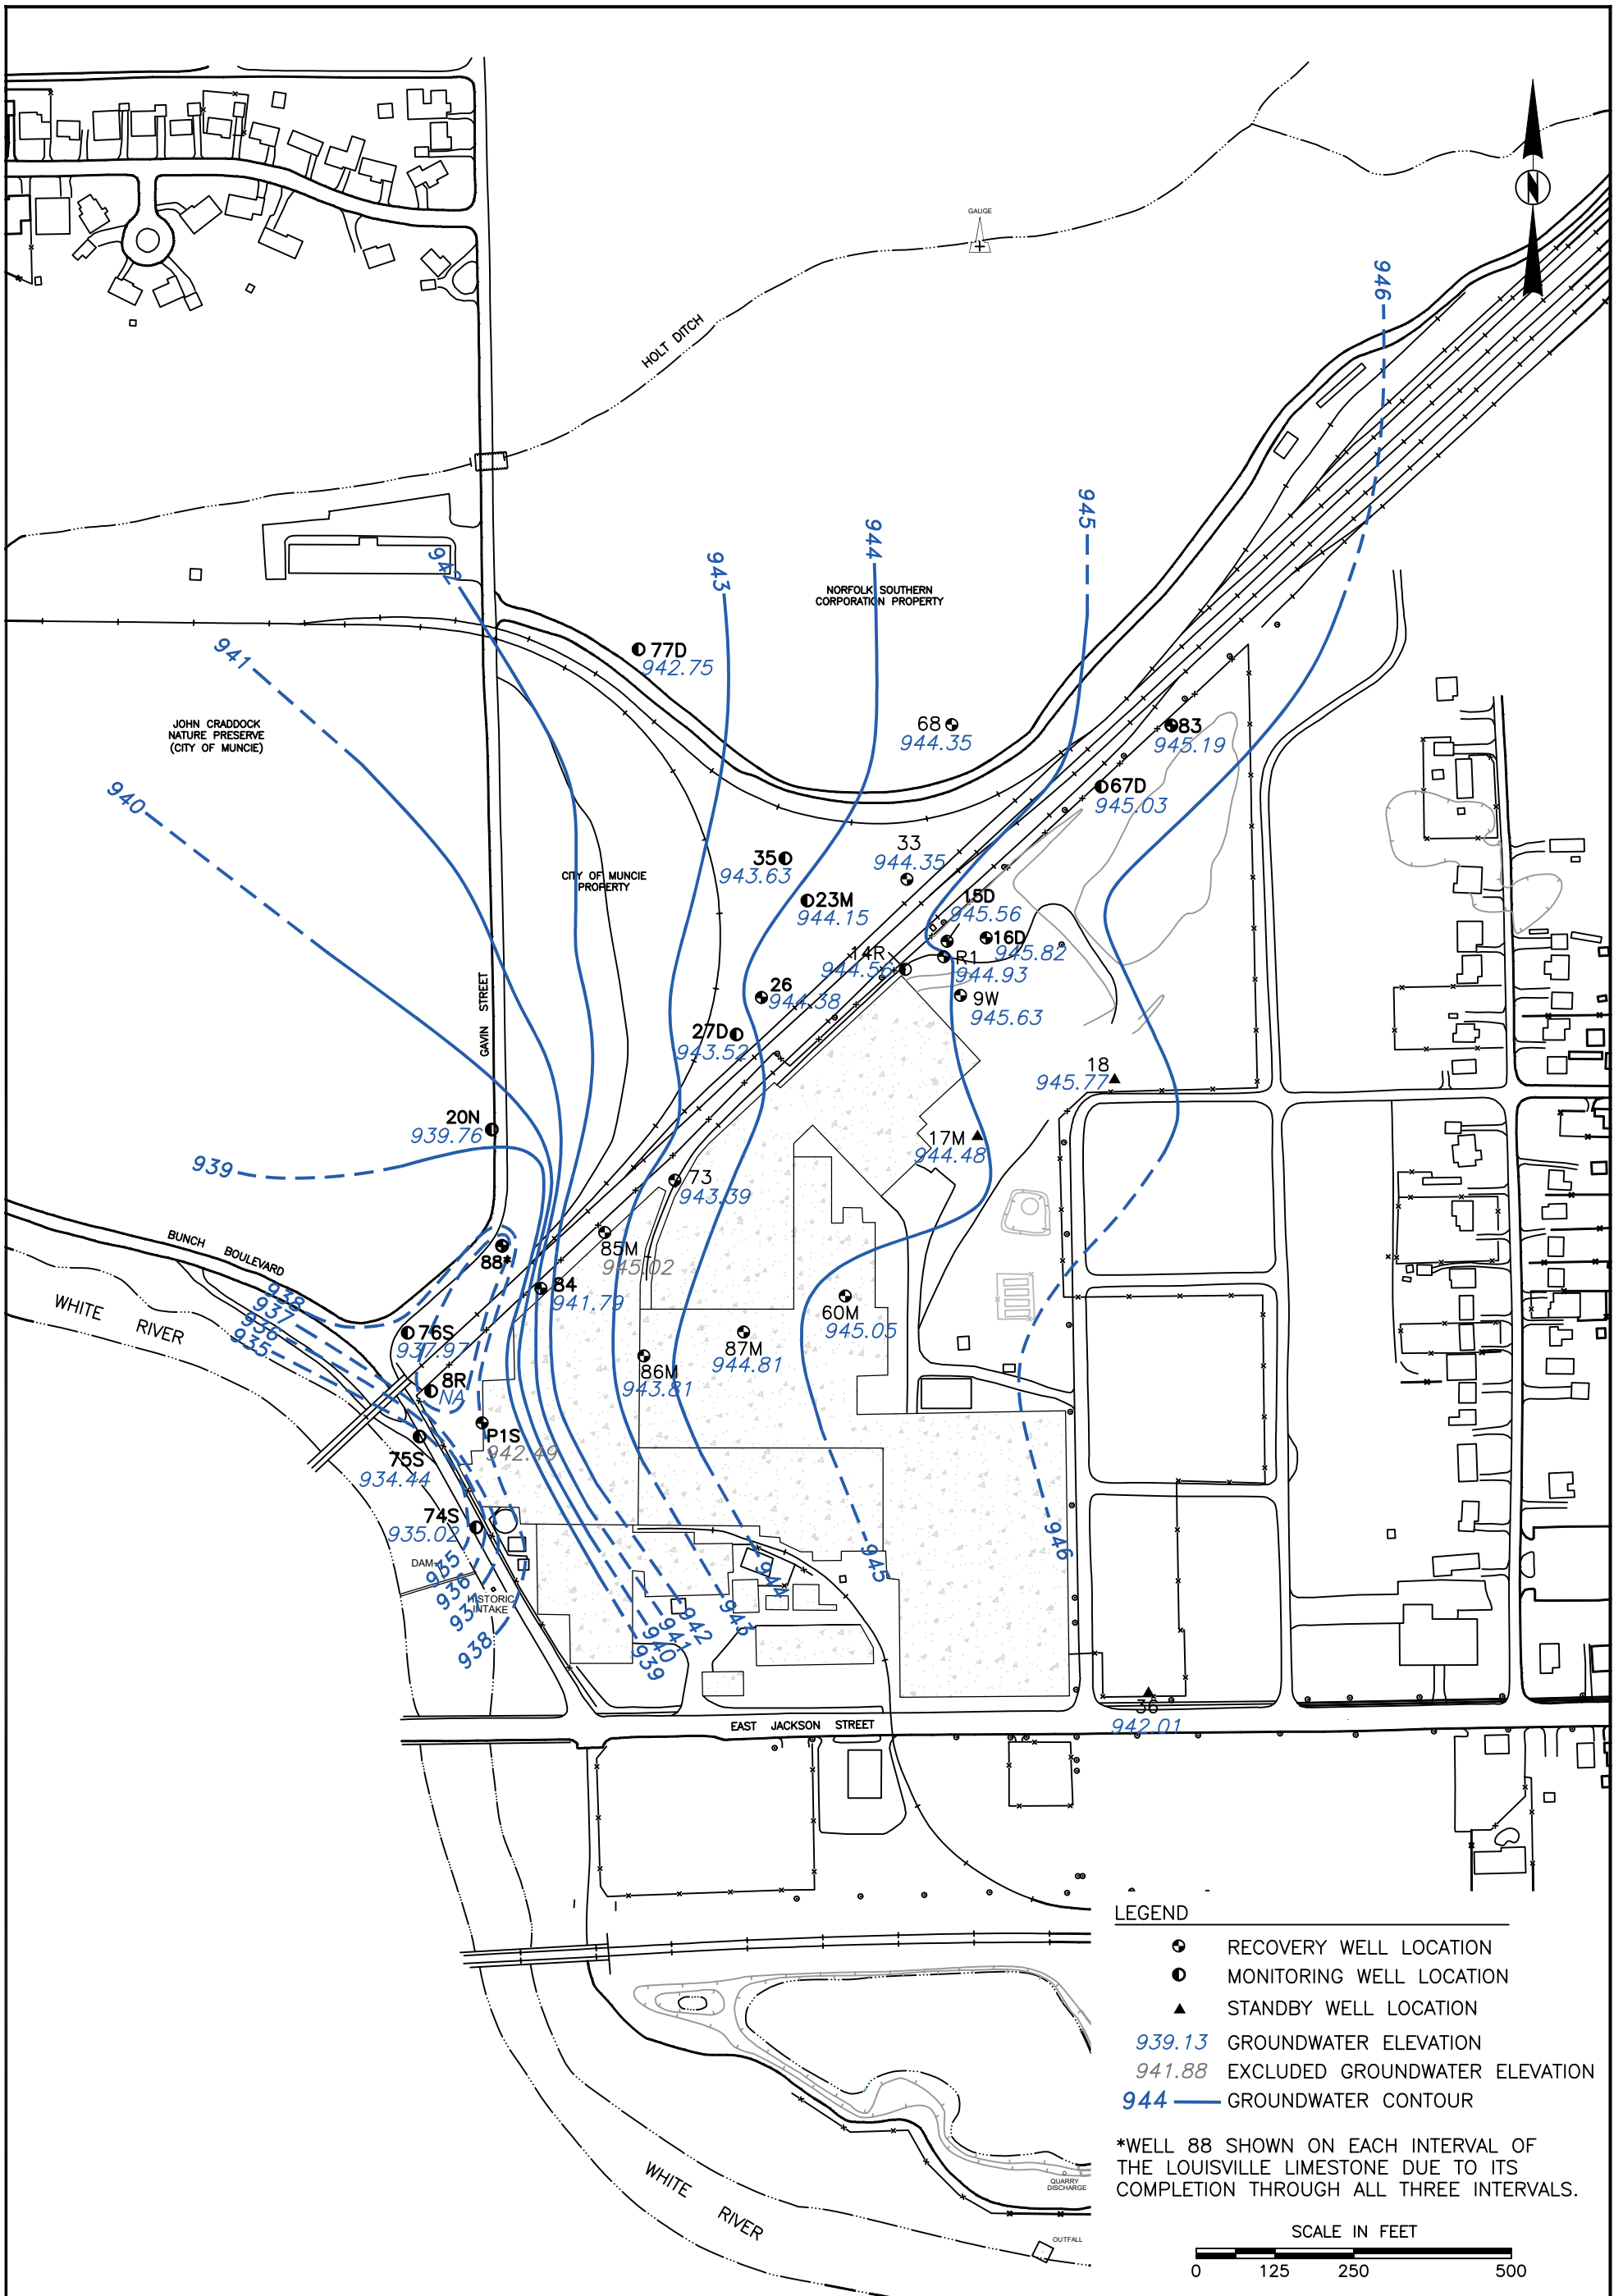 GAUGE
HOLT DITCH
946
945
944
943
942
941
940
NORFOLK SOUTHERN
CORPORATION PROPERTY
77D
942.75
JOHN CRADDOCK
NATURE PRESERVE
(CITY OF MUNCIE)
68
944.35
83
945.19
67D
945.03
33
944.35
35
943.63
CITY OF MUNCIE
PROPERTY
23M
944.15
15D
945.56
16D
945.82
14R
944.56
R1
944.93
26
944.38
9W
945.63
GAVIN STREET
27D
943.52
18
945.77
20N
939.76
17M
944.48
939
73
943.39
BUNCH BOULEVARD
88*
85M
945.02
84
941.79
WHITE RIVER
938
937
936
935
76S
937.97
60M
945.05
87M
944.81
86M
943.81
8R
NA
P1S
942.49
75S
934.44
74S
935.02
DAM
HISTORIC
INTAKE
935
936
937
938
939
940
941
942
943
944
945
946
36
942.01
EAST JACKSON STREET
WHITE RIVER
QUARRY
DISCHARGE
OUTFALL
LEGEND
RECOVERY WELL LOCATION
MONITORING WELL LOCATION
STANDBY WELL LOCATION
939.13 GROUNDWATER ELEVATION
941.88 EXCLUDED GROUNDWATER ELEVATION
944 GROUNDWATER CONTOUR
*WELL 88 SHOWN ON EACH INTERVAL OF
THE LOUISVILLE LIMESTONE DUE TO ITS
COMPLETION THROUGH ALL THREE INTERVALS.
SCALE IN FEET
0 125 250 500